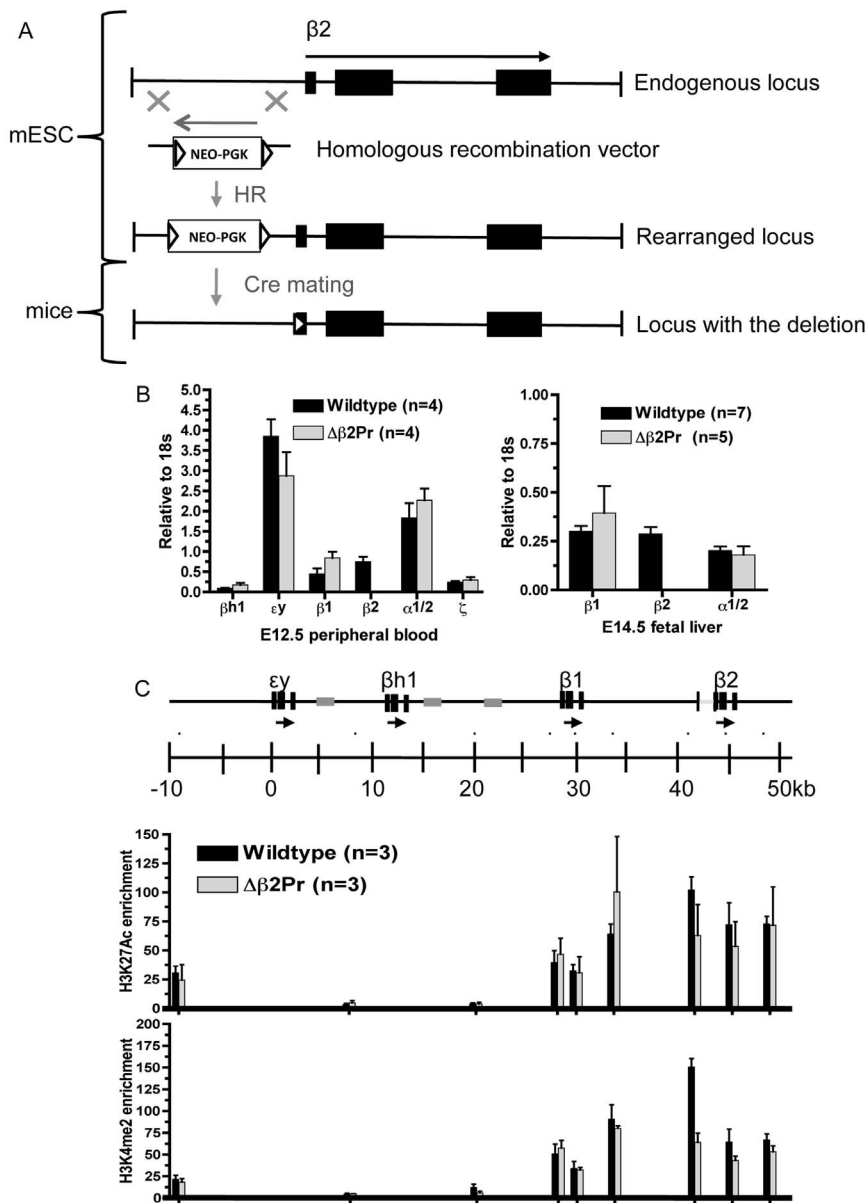 A
β2
Endogenous locus
mESC
NEO-PGK
Homologous recombination vector
HR
NEO-PGK
Rearranged locus
Cre mating
mice
Locus with the deletion
B
Wildtype (n=4)
Δβ2Pr (n=4)
Relative to 18s
5.0
4.5
4.0
3.5
3.0
2.5
2.0
1.5
1.0
0.5
0.0
βh1 εy β1 β2 α1/2 ζ
E12.5 peripheral blood
Wildtype (n=7)
Δβ2Pr (n=5)
Relative to 18s
1.00
0.75
0.50
0.25
0.00
β1 β2 α1/2
E14.5 fetal liver
C
εy βh1 β1 β2
-10 0 10 20 30 40 50kb
Wildtype (n=3)
Δβ2Pr (n=3)
H3K27Ac enrichment
150
125
100
75
50
25
0
H3K4me2 enrichment
200
175
150
125
100
75
50
25
0